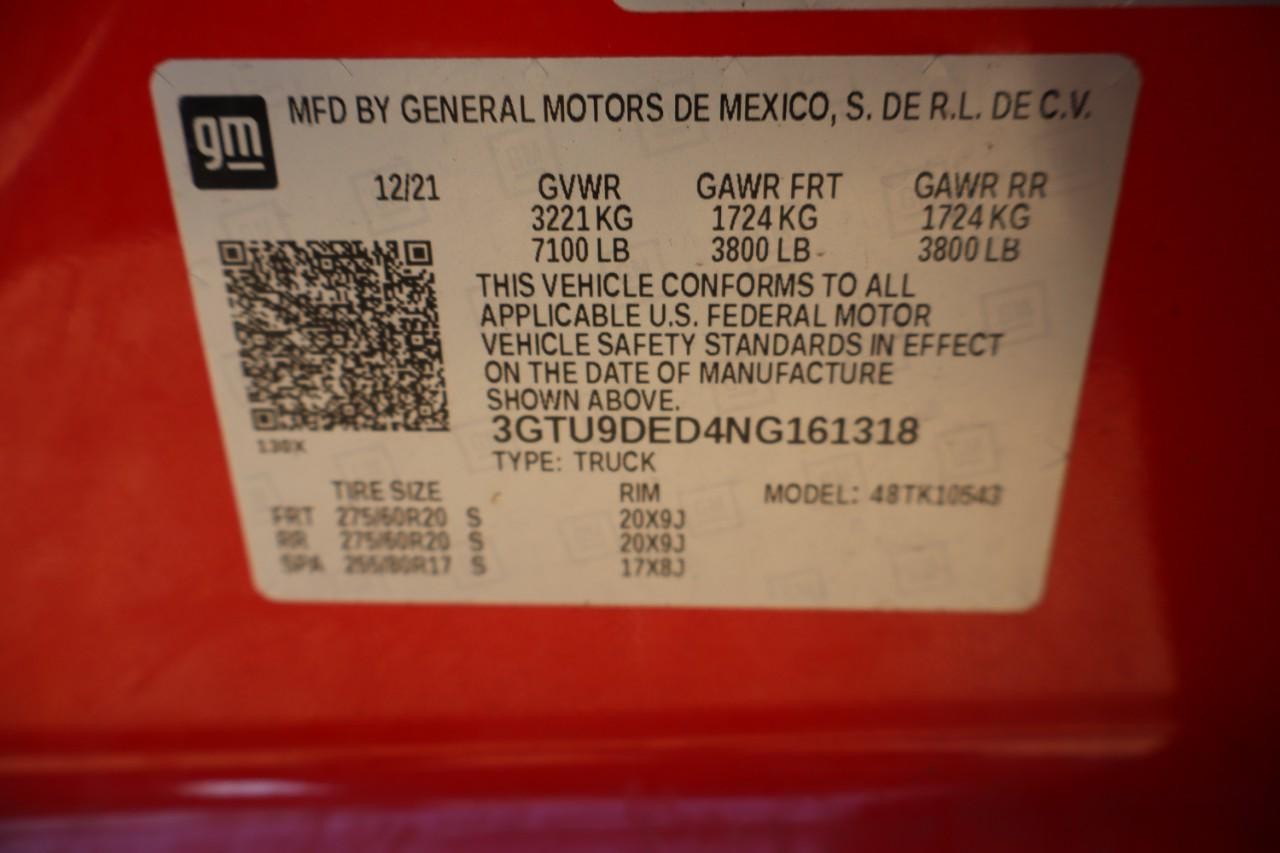 gm
MFD BY GENERAL MOTORS DE MEXICO, S. DE R.L. DE C.V.
12/21 GVWR GAWR FRT GAWR RR
3221 KG 1724 KG 1724 KG
7100 LB 3800 LB 3800 LB
THIS VEHICLE CONFORMS TO ALL
APPLICABLE U.S. FEDERAL MOTOR
VEHICLE SAFETY STANDARDS IN EFFECT
ON THE DATE OF MANUFACTURE
SHOWN ABOVE.
3GTU9DED4NG161318
130X
TYPE: TRUCK
TIRE SIZE RIM MODEL: 48TK10543
FRT 275/60R20 S 20X9J
RR 275/60R20 S 20X9J
SPA 255/80R17 S 17X8J